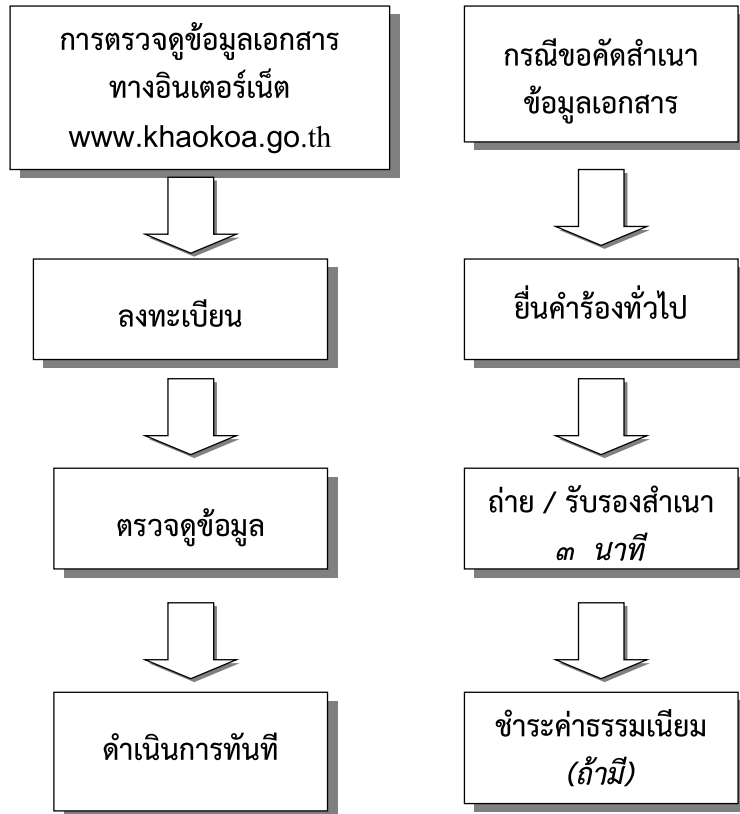 การตรวจดูข้อมูลเอกสาร
ทางอินเตอร์เน็ต
www.khaokoa.go.th
ลงทะเบียน
ตรวจดูข้อมูล
ดำเนินการทันที
กรณีขอคัดสำเนา
ข้อมูลเอกสาร
ยื่นคำร้องทั่วไป
ถ่าย / รับรองสำเนา
๓ นาที
ชำระค่าธรรมเนียม
(ถ้ามี)